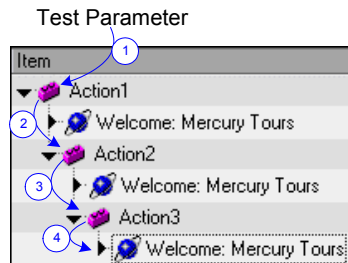 Test Parameter
1
Item
Action1
2
Welcome: Mercury Tours
Action2
3
Welcome: Mercury Tours
Action3
4
Welcome: Mercury Tours